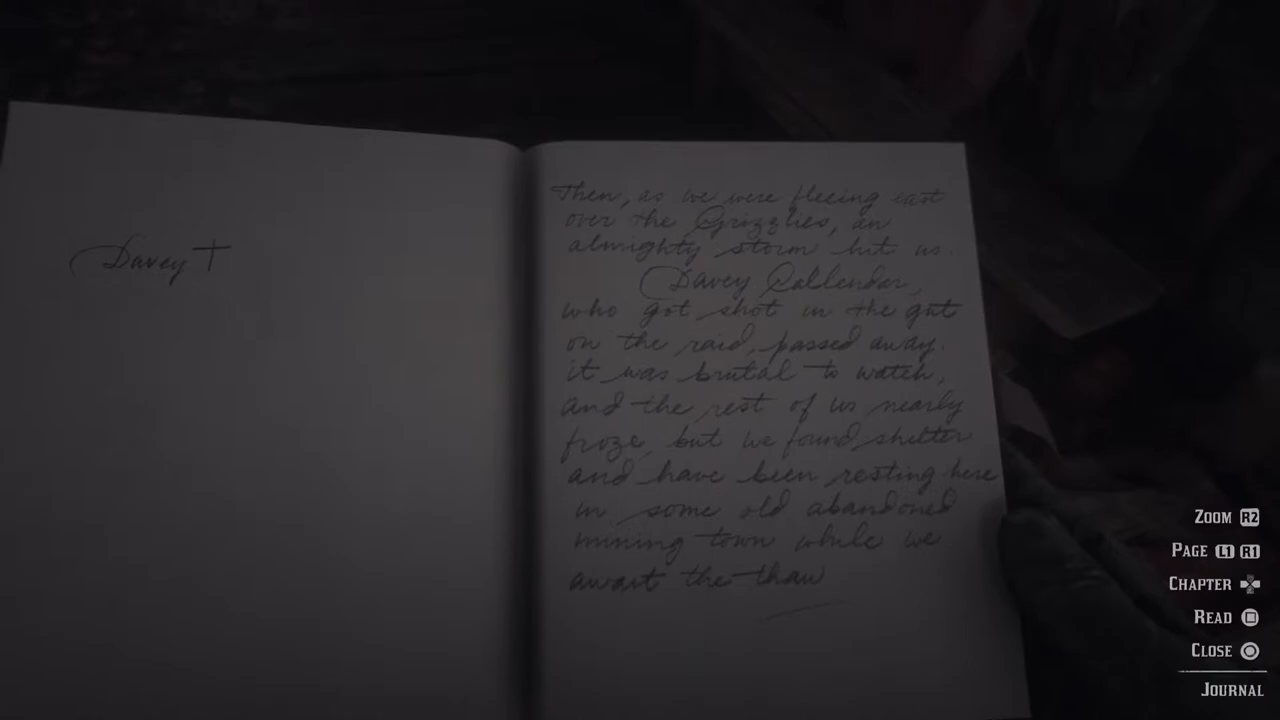 Davey †
Then, as we were fleeing east
over the Grizzlies, an
almighty storm hit us.
Davey Callendar,
who got shot in the gut
on the raid, passed away.
it was brutal to watch,
and the rest of us nearly
froze, but we found shelter
and have been resting here
in some old abandoned
mining town while we
await the thaw
ZOOM R2
PAGE L1 R1
CHAPTER
READ
CLOSE
JOURNAL